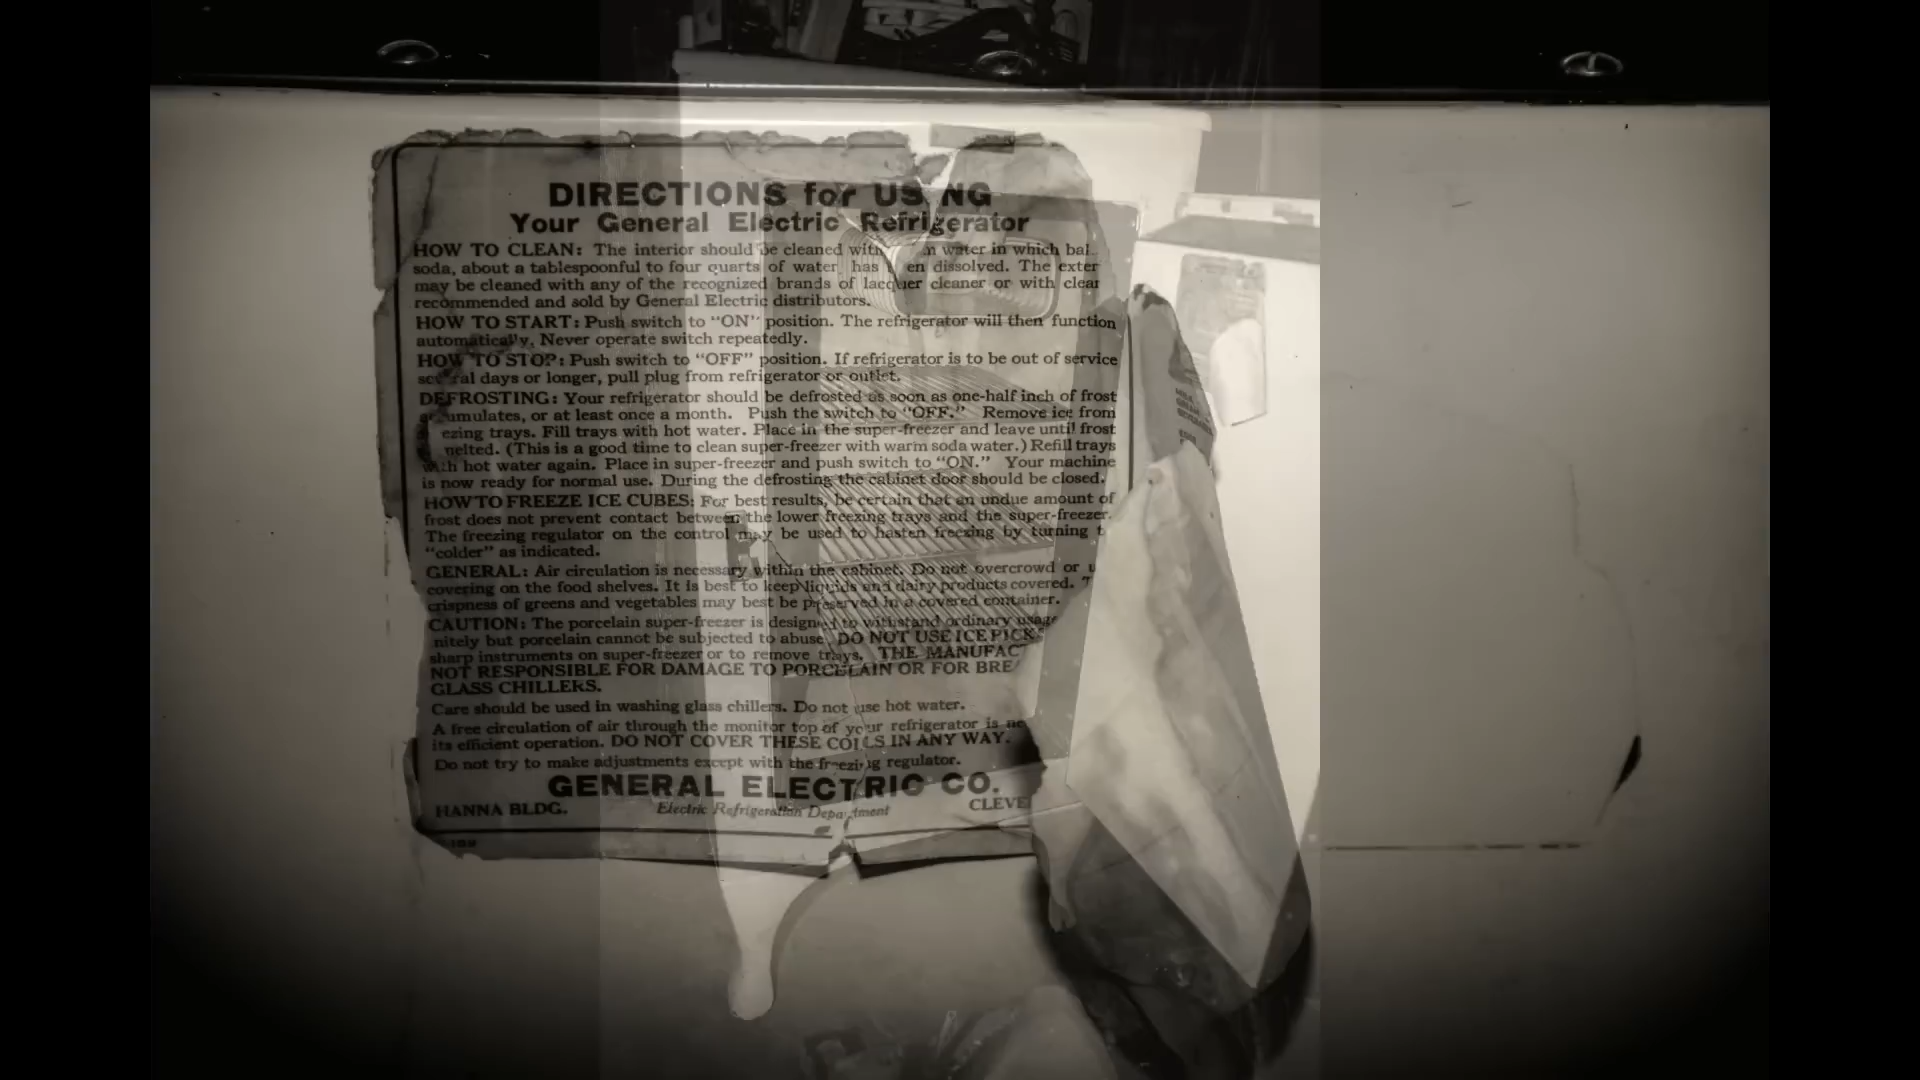 DIRECTIONS for US NG
Your General Electric Refrigerator
HOW TO CLEAN: The interior should be cleaned with water in which
soda, about a tablespoonful to four quarts of water has en dissolved. The exter
may be cleaned with any of the recognized brands of lacquer cleaner or with clear
recommended and sold by General Electric distributors.
HOW TO START: Push switch to "ON" position. The refrigerator will then function
automatically. Never operate switch repeatedly.
HOW TO STOP: Push switch to "OFF" position. If refrigerator is to be out of service
several days or longer, pull plug from refrigerator or outlet.
DEFROSTING: Your refrigerator should be defrosted as soon as one-half inch of frost
umulates, or at least once a month. Push the switch to "OFF." Remove ice from
ezing trays. Fill trays with hot water. Place in the super-freezer and leave until frost
melted. (This is a good time to clean super-freezer with warm soda water.) Refill trays
with hot water again. Place in super-freezer and push switch to "ON." Your machine
is now ready for normal use. During the defrosting the cabinet door should be closed.
HOW TO FREEZE ICE CUBES: For best results, be certain that an undue amount of
frost does not prevent contact between the lower freezing trays and the super-freezer.
The freezing regulator on the control may be used to hasten freezing by turning t
"colder" as indicated.
GENERAL: Air circulation is necessary within the cabinet. Do not overcrowd or u
covering on the food shelves. It is best to keep liquids and dairy products covered. T
crispness of greens and vegetables may best be preserved in a covered container.
CAUTION: The porcelain super-freezer is designed to withstand ordinary usage
nitely but porcelain cannot be subjected to abuse. DO NOT USE ICE PICK
sharp instruments on super-freezer or to remove trays. THE MANUFAC
NOT RESPONSIBLE FOR DAMAGE TO PORCELAIN OR FOR BRE
GLASS CHILLERS.
Care should be used in washing glass chillers. Do not use hot water.
A free circulation of air through the monitor top of your refrigerator is ne
its efficient operation. DO NOT COVER THESE COILS IN ANY WAY.
Do not try to make adjustments except with the freezing regulator.
GENERAL ELECTRIC CO.
HANNA BLDG. Electric Refrigeration Department CLEVE